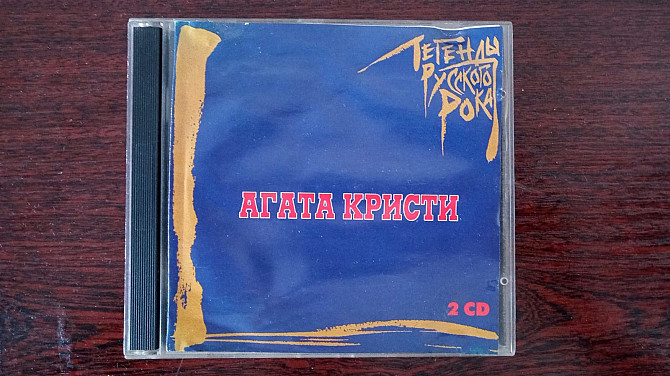 Легенды
Русского
Рока
АГАТА КРИСТИ
2 CD